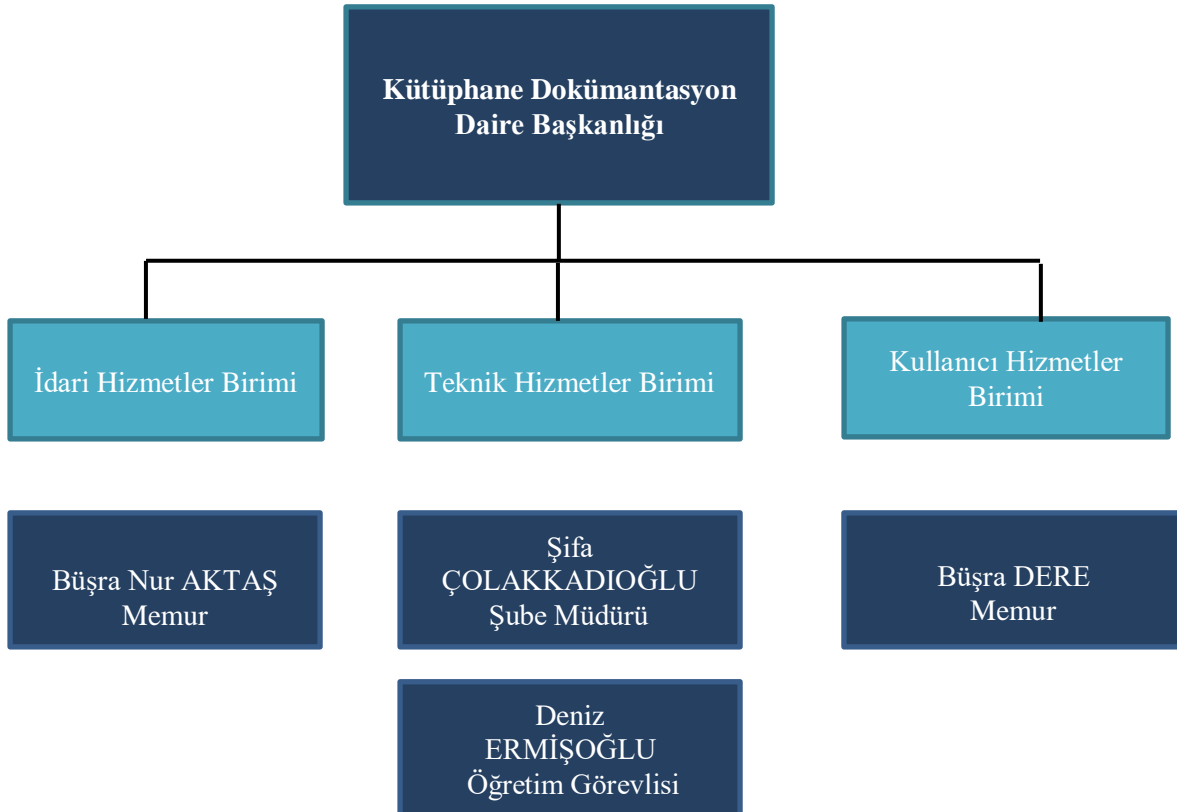 Kütüphane Dokümantasyon
Daire Başkanlığı
İdari Hizmetler Birimi
Teknik Hizmetler Birimi
Kullanıcı Hizmetler
Birimi
Büşra Nur AKTAŞ
Memur
Şifa
ÇOLAKKADIOĞLU
Şube Müdürü
Büşra DERE
Memur
Deniz
ERMİŞOĞLU
Öğretim Görevlisi